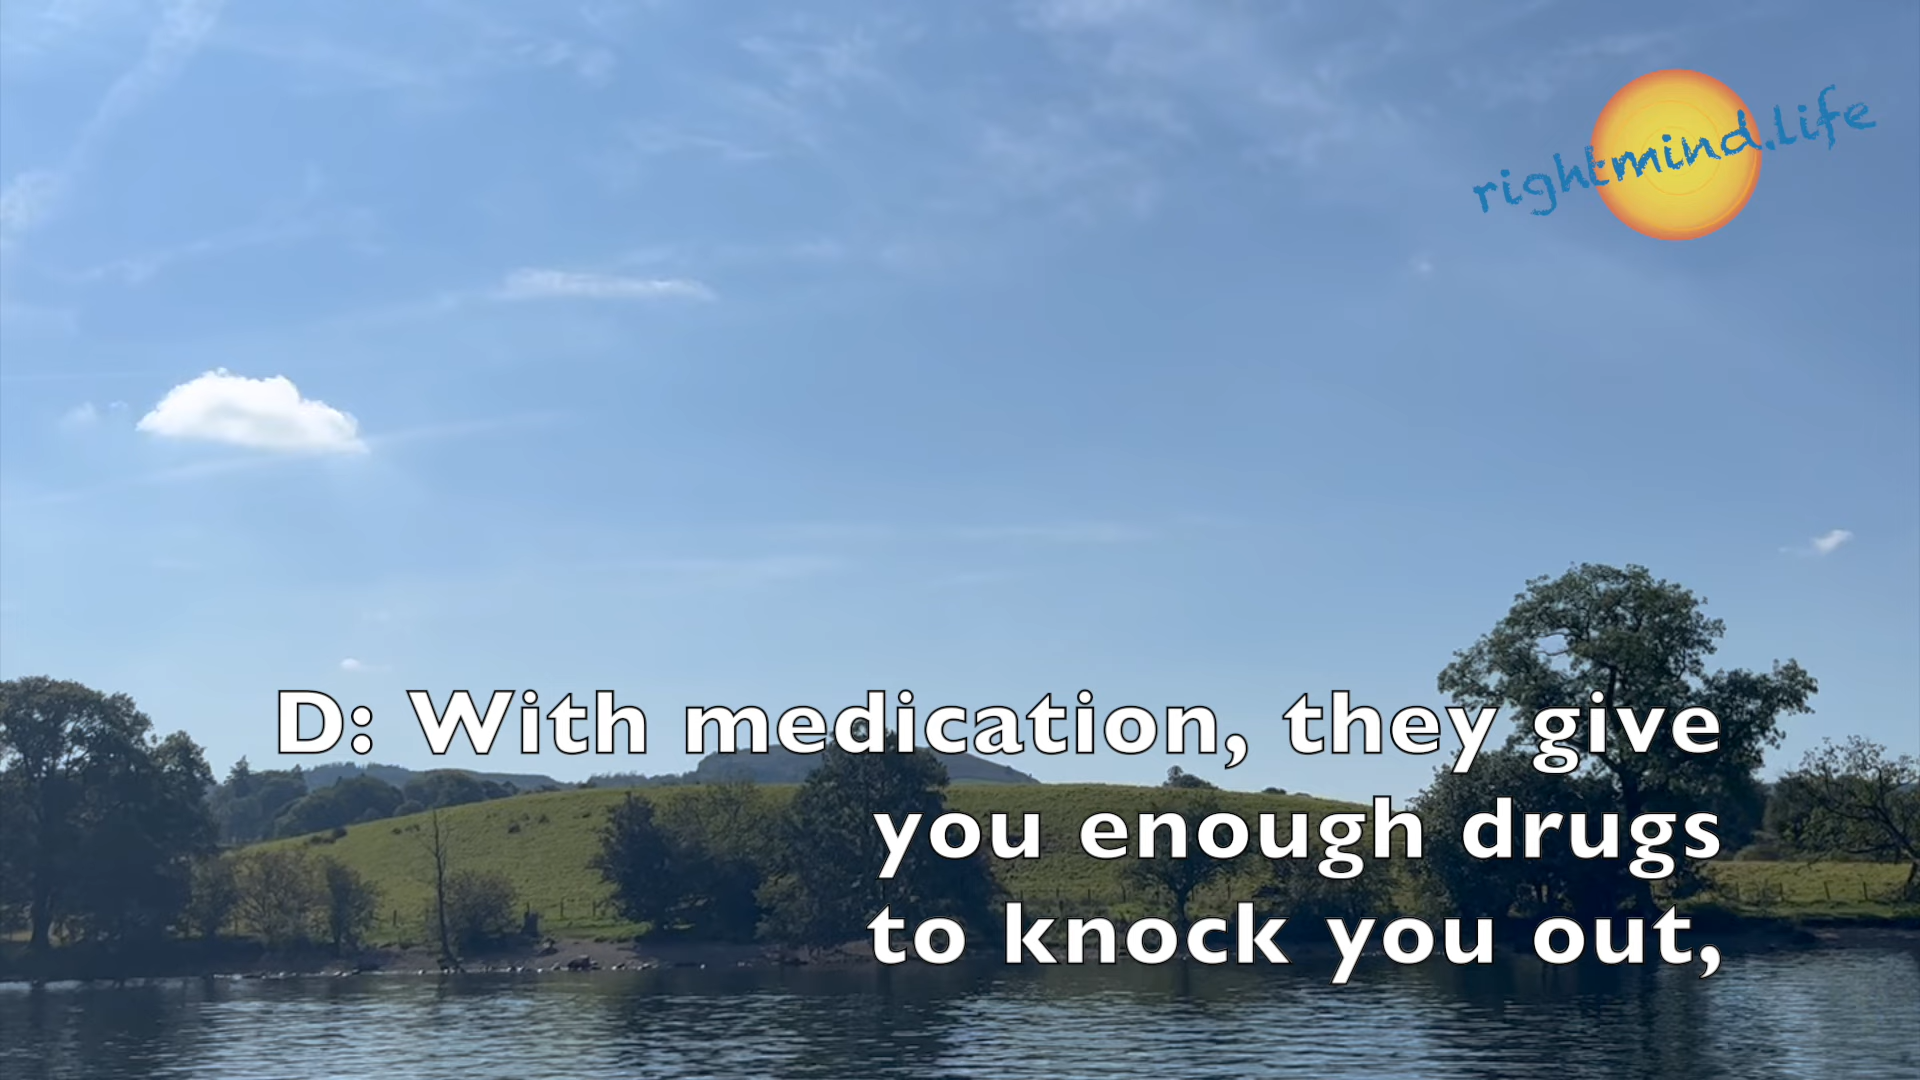 rightmind.life
D: With medication, they give
you enough drugs
to knock you out,